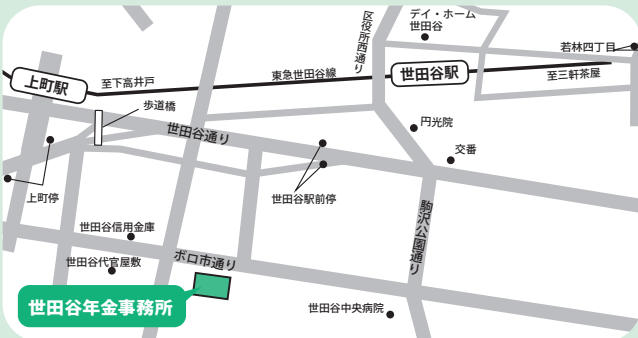 デイ・ホーム
世田谷
区役所西通り
若林四丁目
上町駅
至下高井戸
東急世田谷線
世田谷駅
至三軒茶屋
歩道橋
世田谷通り
円光院
交番
上町停
世田谷駅前停
駒沢公園通り
世田谷信用金庫
世田谷代官屋敷
ボロ市通り
世田谷年金事務所
世田谷中央病院